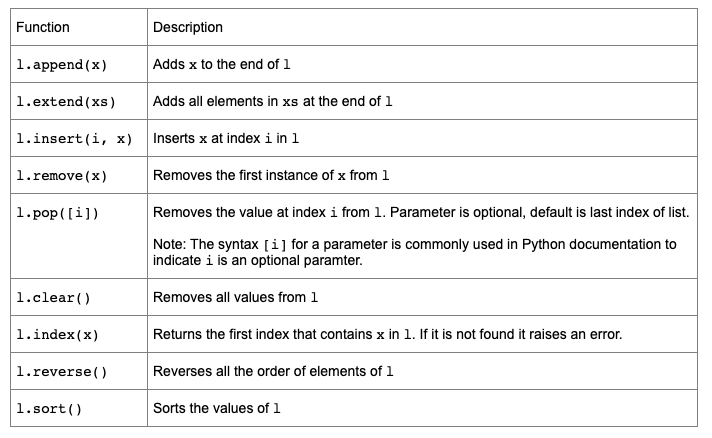 Function Description
l.append(x) Adds x to the end of l
l.extend(xs) Adds all elements in xs at the end of l
l.insert(i, x) Inserts x at index i in l
l.remove(x) Removes the first instance of x from l
l.pop([i]) Removes the value at index i from l. Parameter is optional, default is last index of list.
Note: The syntax [i] for a parameter is commonly used in Python documentation to
indicate i is an optional paramter.
l.clear() Removes all values from l
l.index(x) Returns the first index that contains x in l. If it is not found it raises an error.
l.reverse() Reverses all the order of elements of l
l.sort() Sorts the values of l